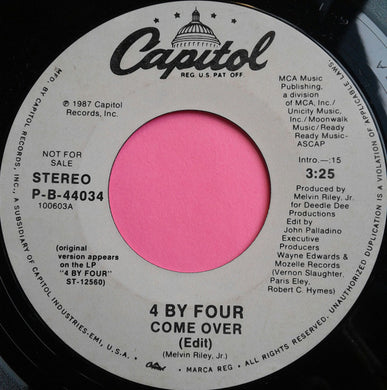 Capitol
REG. U.S. PAT OFF
℗ 1987 Capitol
Records, Inc.
NOT FOR
SALE
STEREO
P-B-44034
100603A
(original
version appears
on the LP
"4 BY FOUR"
ST-12560)
MCA Music
Publishing,
a division
of MCA, Inc./
Unicity Music,
Inc./Moonwalk
Music/Ready
Ready Music-
ASCAP
Intro.—:15
3:25
Produced by
Melvin Riley, Jr.
for Deedle Dee
Productions
Edit by
John Palladino
Executive
Producers
Wayne Edwards &
Mozelle Records
(Vernon Slaughter,
Paris Eley,
Robert C. Hymes)
4 BY FOUR
COME OVER
(Edit)
(Melvin Riley, Jr.)
MFD. BY CAPITOL RECORDS, INC., A SUBSIDIARY OF CAPITOL INDUSTRIES-EMI, U.S.A. • Capitol • MARCA REG. • ALL RIGHTS RESERVED. UNAUTHORIZED DUPLICATION IS A VIOLATION OF APPLICABLE LAWS.